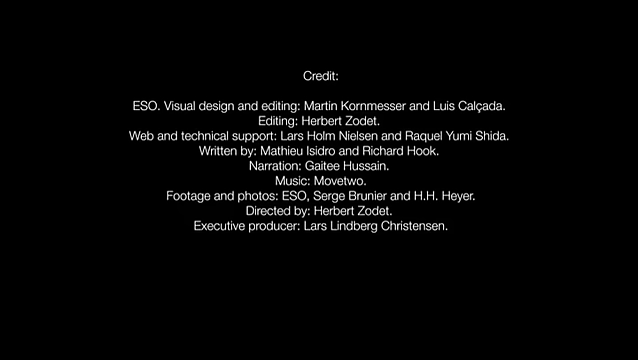 Credit:
ESO. Visual design and editing: Martin Kornmesser and Luis Calçada.
Editing: Herbert Zodet.
Web and technical support: Lars Holm Nielsen and Raquel Yumi Shida.
Written by: Mathieu Isidro and Richard Hook.
Narration: Gaitee Hussain.
Music: Movetwo.
Footage and photos: ESO, Serge Brunier and H.H. Heyer.
Directed by: Herbert Zodet.
Executive producer: Lars Lindberg Christensen.